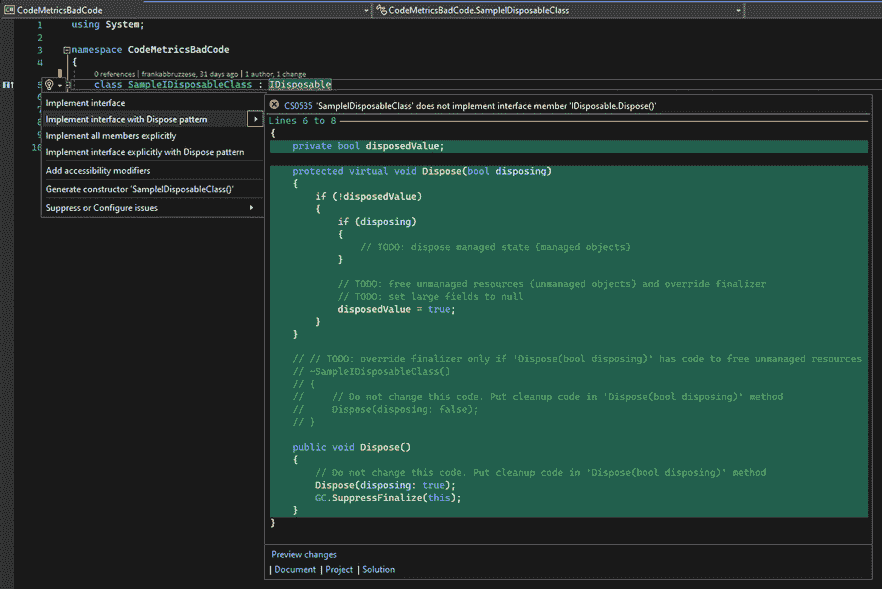 CodeMetricsBadCode
CodeMetricsBadCode.SampleIDisposableClass
1 using System;
2
3 namespace CodeMetricsBadCode
4 {
0 references | frankabbruzzese, 31 days ago | 1 author, 1 change
5 class SampleIDisposableClass : IDisposable
Implement interface
Implement interface with Dispose pattern
Implement all members explicitly
Implement interface explicitly with Dispose pattern
Add accessibility modifiers
Generate constructor 'SampleIDisposableClass()'
Suppress or Configure issues
10
CS0535 'SampleIDisposableClass' does not implement interface member 'IDisposable.Dispose()'
Lines 6 to 8
{
private bool disposedValue;
protected virtual void Dispose(bool disposing)
{
if (!disposedValue)
{
if (disposing)
{
// TODO: dispose managed state (managed objects)
}
// TODO: free unmanaged resources (unmanaged objects) and override finalizer
// TODO: set large fields to null
disposedValue = true;
}
}
// // TODO: override finalizer only if 'Dispose(bool disposing)' has code to free unmanaged resources
// ~SampleIDisposableClass()
// {
//     // Do not change this code. Put cleanup code in 'Dispose(bool disposing)' method
//     Dispose(disposing: false);
// }
public void Dispose()
{
// Do not change this code. Put cleanup code in 'Dispose(bool disposing)' method
Dispose(disposing: true);
GC.SuppressFinalize(this);
}
}
Preview changes
Document | Project | Solution